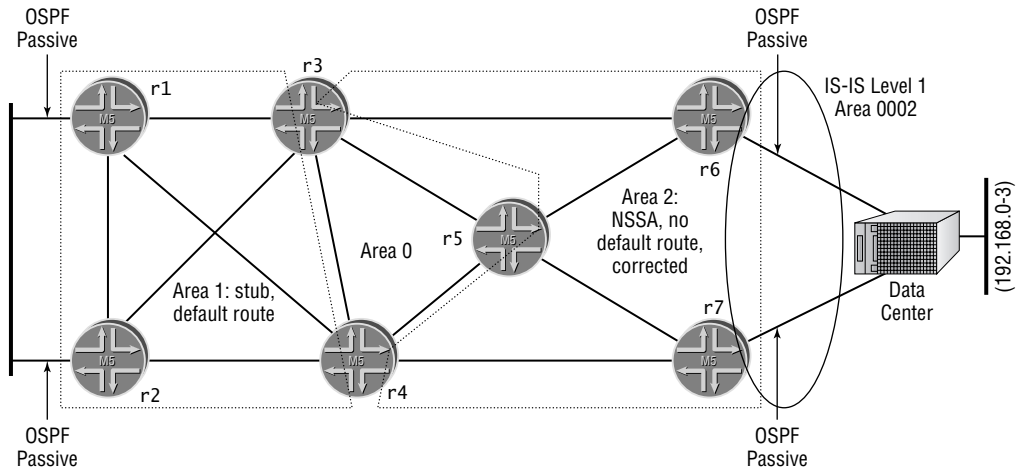 OSPF
Passive
r1
M5
r3
M5
OSPF
Passive
IS-IS Level 1
Area 0002
M5
r6
Area 0
r5
M5
Area 2:
NSSA, no
default route,
corrected
(192.168.0-3)
Data
Center
Area 1: stub,
default route
M5
r2
M5
r4
r7
M5
OSPF
Passive
OSPF
Passive